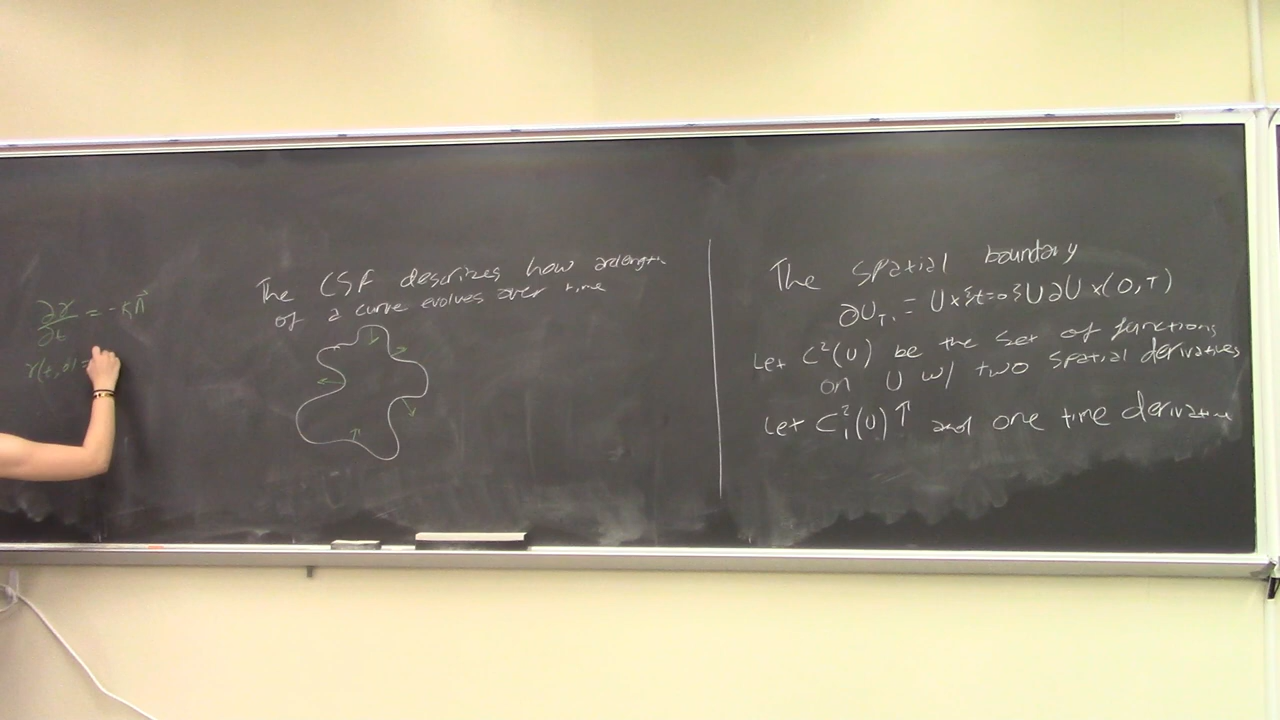 ∂γ/∂t = -κn⃗
γ(t,
The CSF describes how arclength
of a curve evolves over time
The spatial boundary
∂U_T := U×{t=0}∪∂U×(0,T)
Let C²(U) be the set of functions
on U w/ two spatial derivatives
Let C²₁(U) ↑ and one time derivative